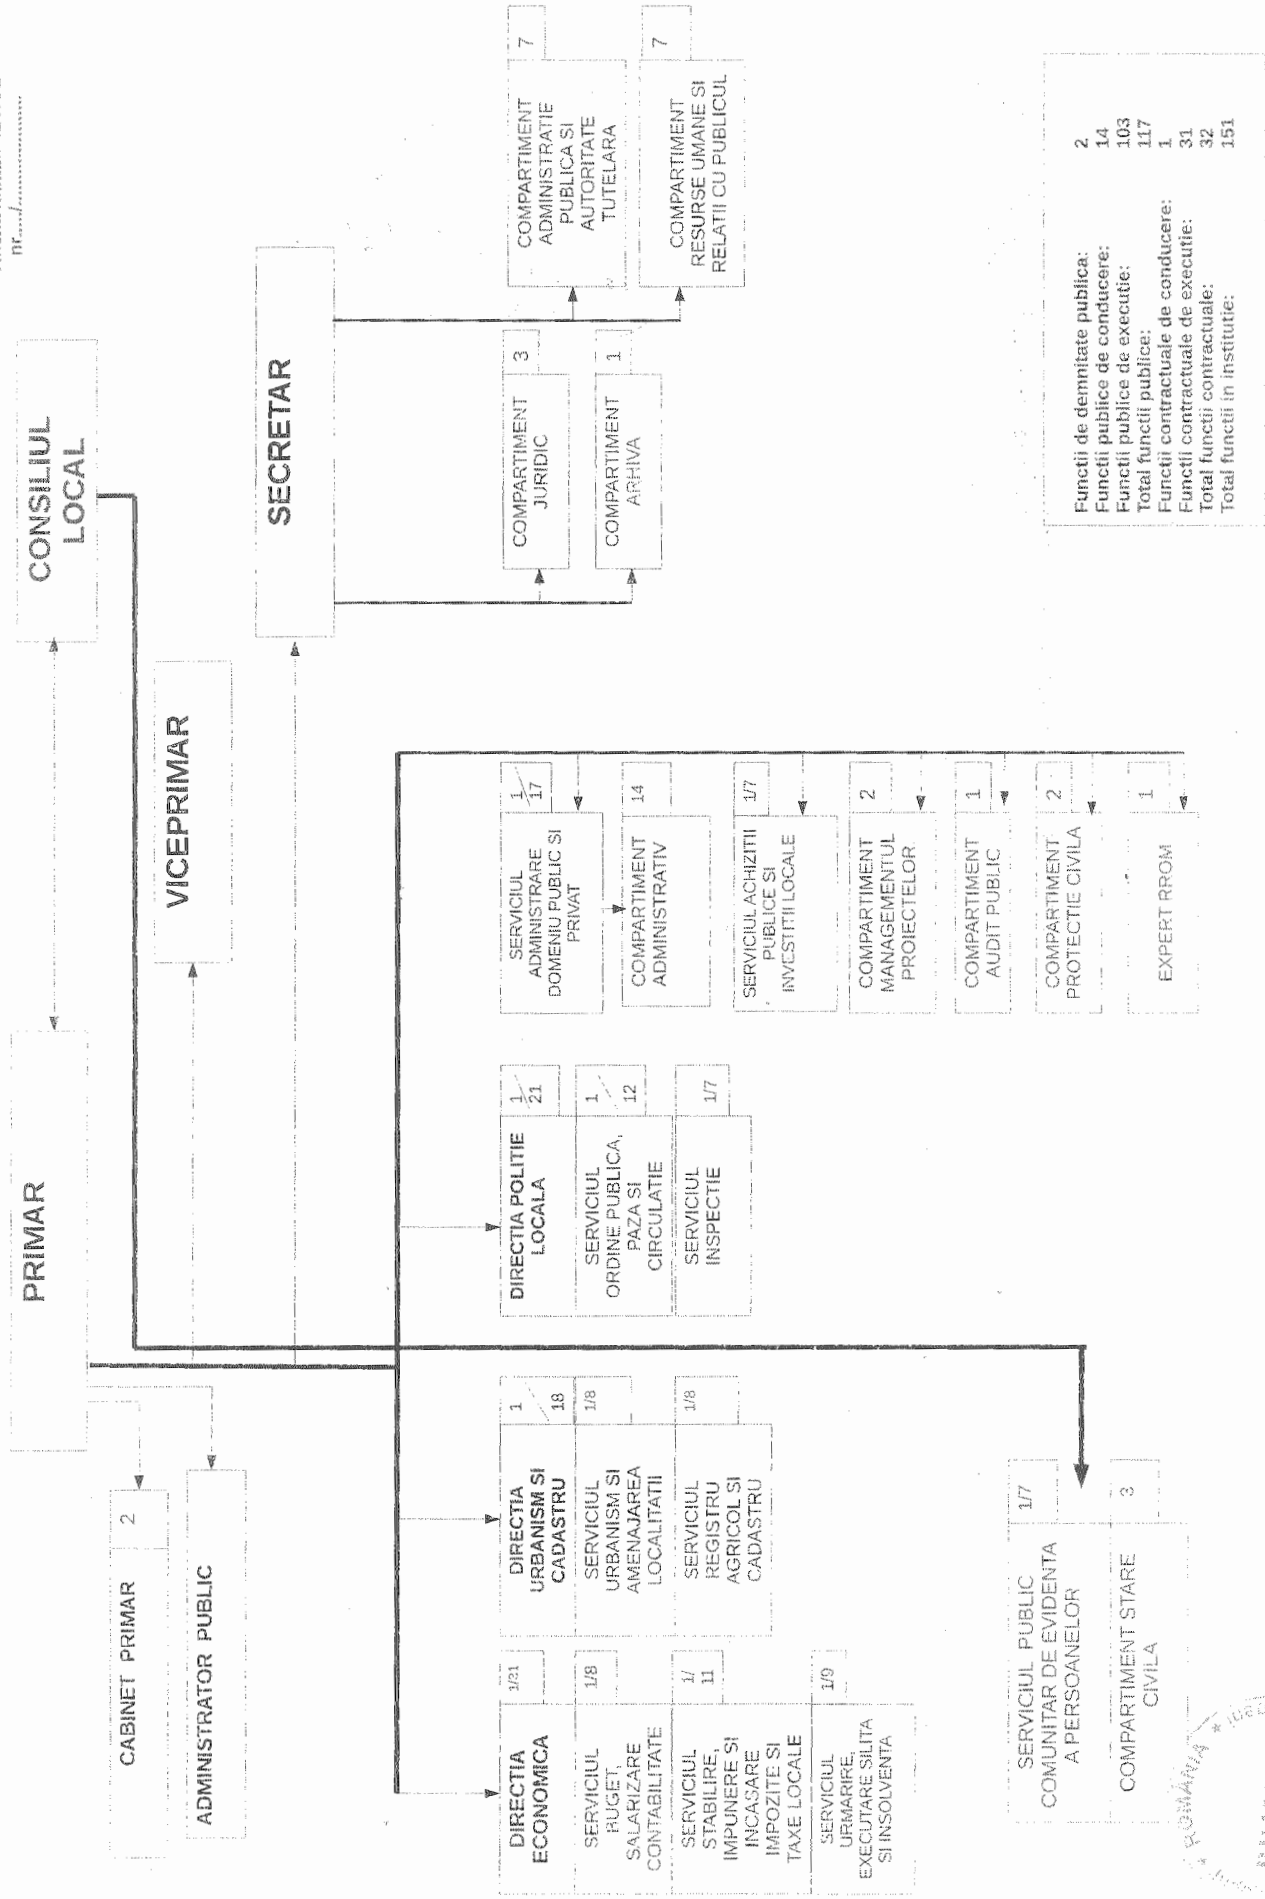 nr...../........................
PRIMAR
CONSILIUL
LOCAL
CABINET PRIMAR
2
ADMINISTRATOR PUBLIC
VICEPRIMAR
SECRETAR
DIRECTIA
ECONOMICA
1/31
SERVICIUL
BUGET,
SALARIZARE
CONTABILITATE
1/8
SERVICIUL
STABILIRE,
IMPUNERE SI
INCASARE
IMPOZITE SI
TAXE LOCALE
1/
11
SERVICIUL
URMARIRE,
EXECUTARE SILITA
SI INSOLVENTA
1/9
DIRECTIA
URBANISM SI
CADASTRU
1
18
SERVICIUL
URBANISM SI
AMENAJAREA
LOCALITATII
1/8
SERVICIUL
REGISTRU
AGRICOL SI
CADASTRU
1/8
DIRECTIA POLITIE
LOCALA
1
21
SERVICIUL
ORDINE PUBLICA,
PAZA SI
CIRCULATIE
1
12
SERVICIUL
INSPECTIE
1/7
SERVICIUL
ADMINISTRARE
DOMENIU PUBLIC SI
PRIVAT
1
17
COMPARTIMENT
ADMINISTRATIV
14
SERVICIUL ACHIZITII
PUBLICE SI
INVESTITII LOCALE
1/7
COMPARTIMENT
MANAGEMENTUL
PROIECTELOR
2
COMPARTIMENT
AUDIT PUBLIC
1
COMPARTIMENT
PROTECTIE CIVILA
2
EXPERT RROM
1
COMPARTIMENT
JURIDIC
3
COMPARTIMENT
ARHIVA
1
COMPARTIMENT
ADMINISTRATIE
PUBLICA SI
AUTORITATE
TUTELARA
7
COMPARTIMENT
RESURSE UMANE SI
RELATII CU PUBLICUL
7
SERVICIUL PUBLIC
COMUNITAR DE EVIDENTA
A PERSOANELOR
1/7
COMPARTIMENT STARE
CIVILA
3
Functii de demnitate publica: 2
Functii publice de conducere: 14
Functii publice de executie: 103
Total functii publice: 117
Functii contractuale de conducere: 1
Functii contractuale de executie: 31
Total functii contractuale: 32
Total functii in institutie: 151
ROMÂNIA